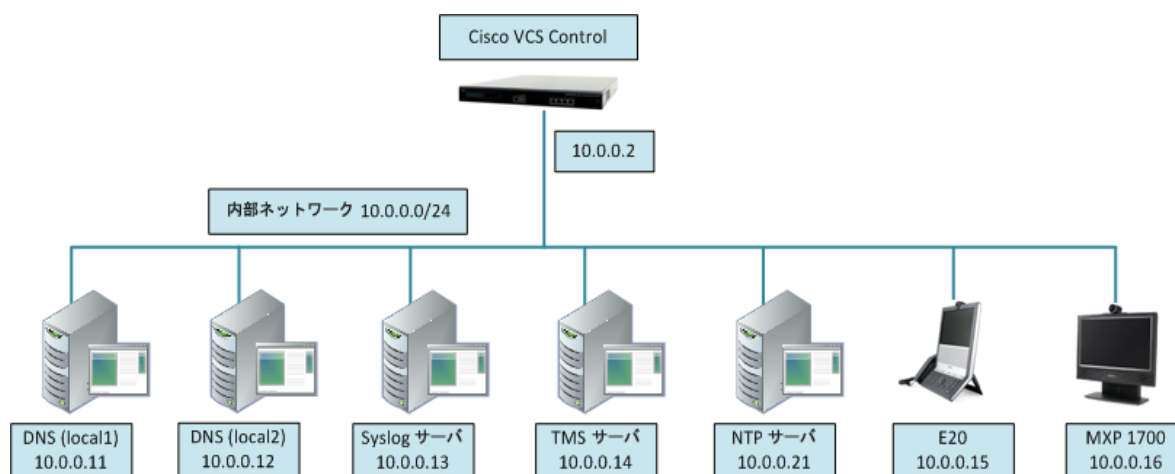 Cisco VCS Control
10.0.0.2
内部ネットワーク 10.0.0.0/24
DNS (local1)
10.0.0.11
DNS (local2)
10.0.0.12
Syslog サーバ
10.0.0.13
TMS サーバ
10.0.0.14
NTP サーバ
10.0.0.21
E20
10.0.0.15
MXP 1700
10.0.0.16